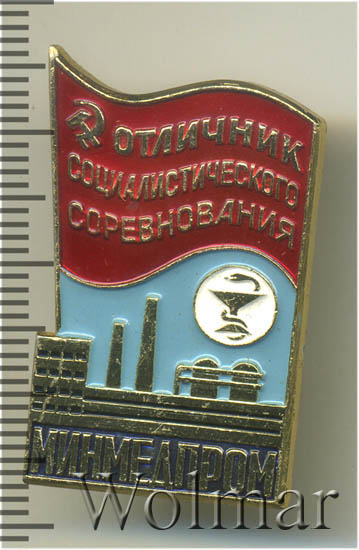 ОТЛИЧНИК
СОЦИАЛИСТИЧЕСКОГО
СОРЕВНОВАНИЯ
МИНМЕДПРОМ
Wolmar